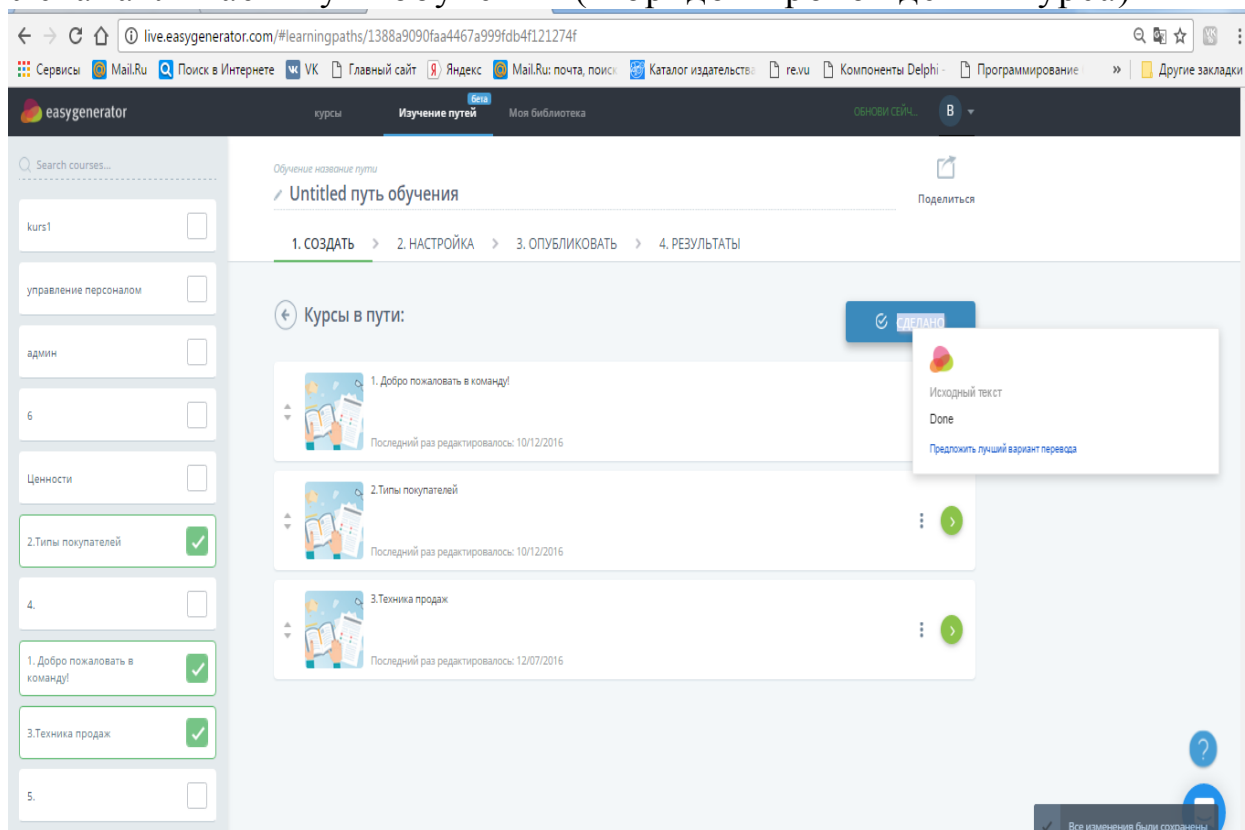 live.easygenerator.com/#learningpaths/1388a9090faa4467a999fdb4f121274f
Сервисы Mail.Ru Поиск в Интернете VK Главный сайт Яндекс Mail.Ru: почта, поиск Каталог издательства re.vu Компоненты Delphi - Программирование » Другие закладки
easygenerator курсы Изучение путей бета Моя библиотека ОБНОВИ СЕЙЧ... В
Search courses...
kurs1
управление персоналом
админ
6
Ценности
2.Типы покупателей
4.
1. Добро пожаловать в
команду!
3.Техника продаж
5.
Обучение название пути
Untitled путь обучения
Поделиться
1. СОЗДАТЬ > 2. НАСТРОЙКА > 3. ОПУБЛИКОВАТЬ > 4. РЕЗУЛЬТАТЫ
Курсы в пути:
СДЕЛАНО
1. Добро пожаловать в команду!
Последний раз редактировалось: 10/12/2016
2.Типы покупателей
Последний раз редактировалось: 10/12/2016
3.Техника продаж
Последний раз редактировалось: 12/07/2016
Исходный текст
Done
Предложить лучший вариант перевода
?
Все изменения были сохранены